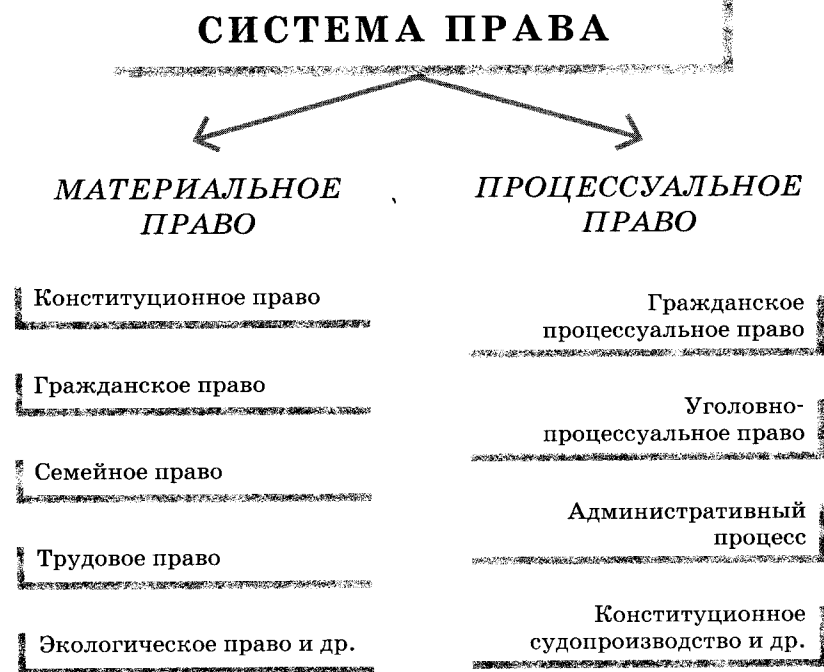 СИСТЕМА ПРАВА
МАТЕРИАЛЬНОЕ
ПРАВО
Конституционное право
Гражданское право
Семейное право
Трудовое право
Экологическое право и др.
ПРОЦЕССУАЛЬНОЕ
ПРАВО
Гражданское
процессуальное право
Уголовно-
процессуальное право
Административный
процесс
Конституционное
судопроизводство и др.